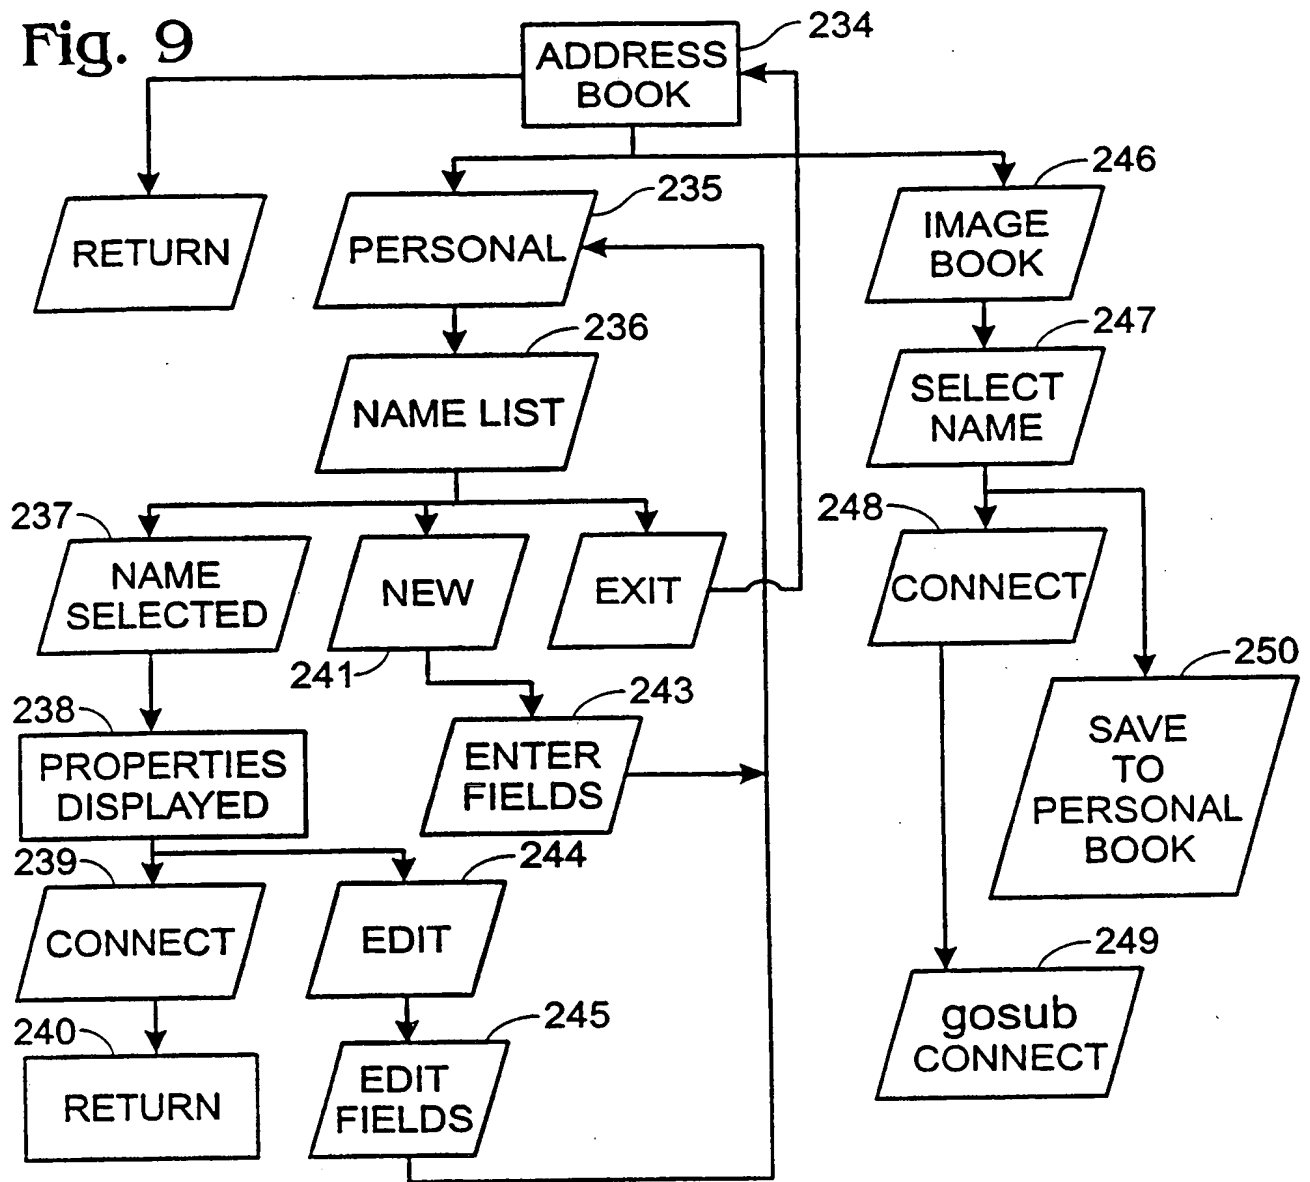 Fig. 9
234
ADDRESS
BOOK
RETURN
235
PERSONAL
246
IMAGE
BOOK
236
NAME LIST
247
SELECT
NAME
237
NAME
SELECTED
NEW
241
EXIT
248
CONNECT
238
PROPERTIES
DISPLAYED
243
ENTER
FIELDS
250
SAVE
TO
PERSONAL
BOOK
239
CONNECT
244
EDIT
249
gosub
CONNECT
240
RETURN
245
EDIT
FIELDS